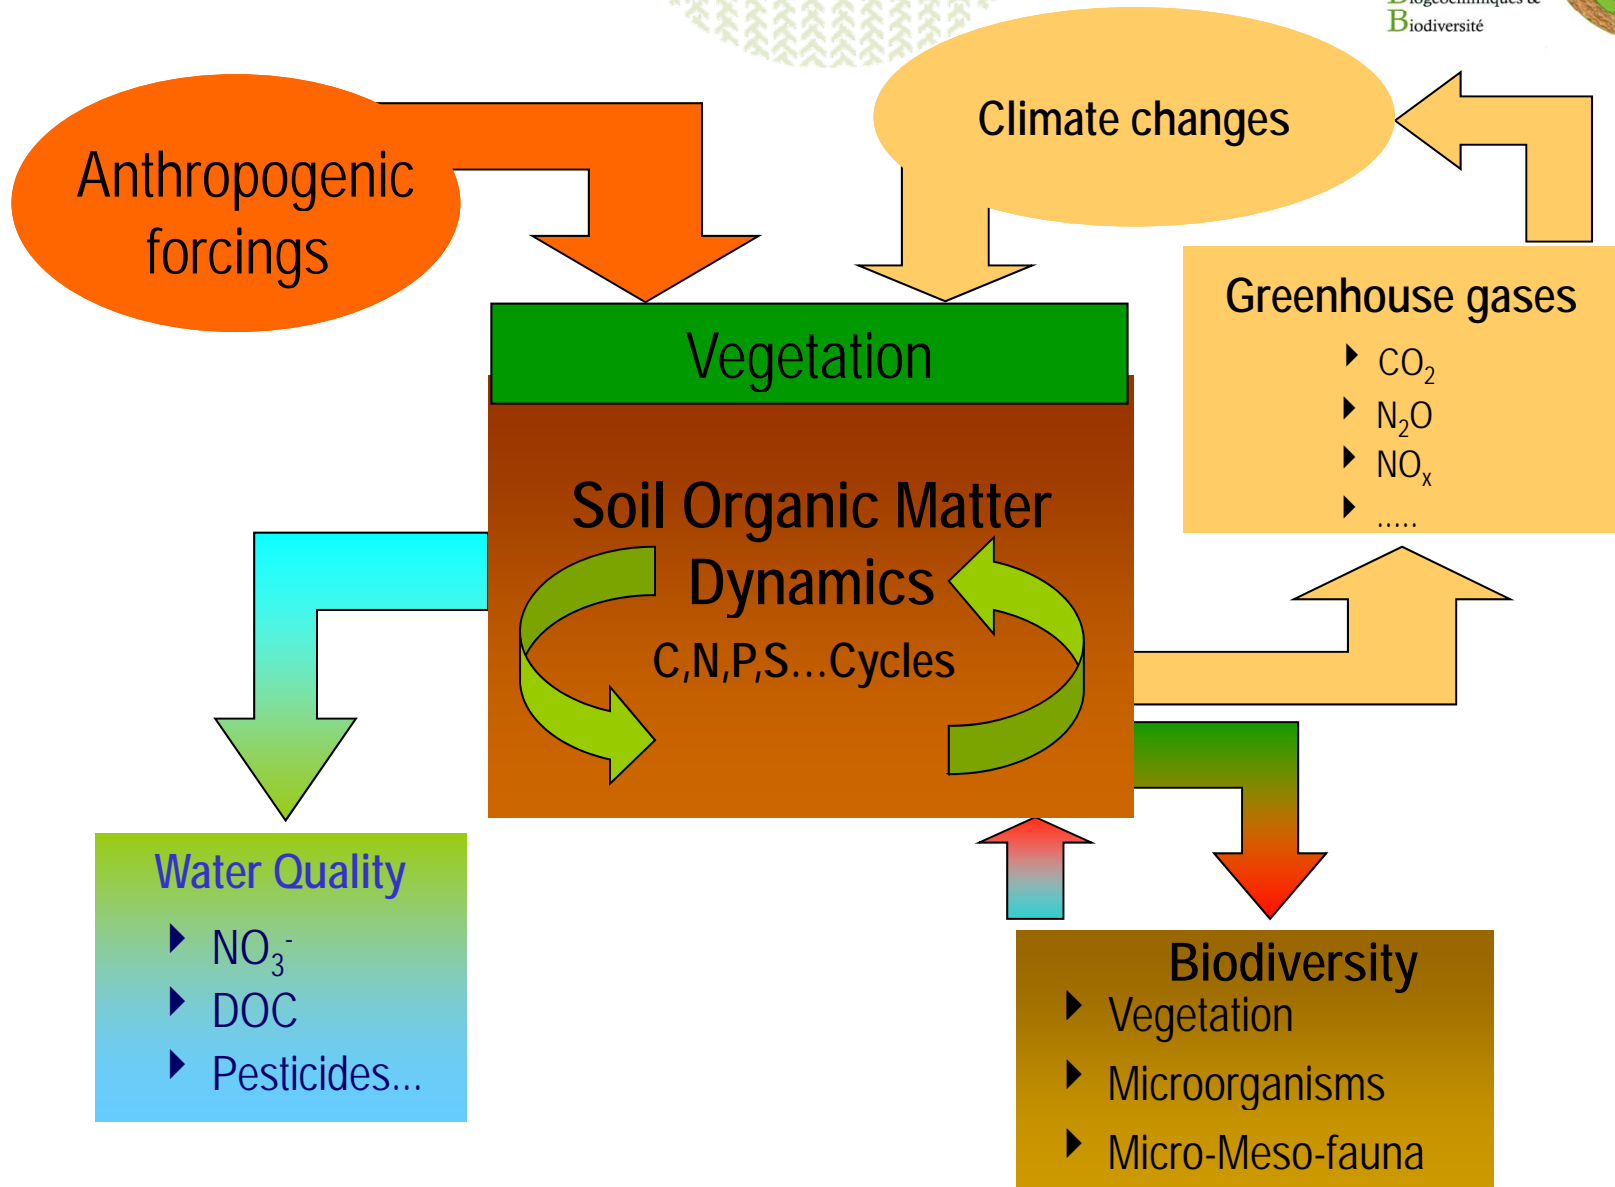 Biodiversité
Anthropogenic
forcings
Climate changes
Greenhouse gases
CO₂
N₂O
NOₓ
.....
Vegetation
Soil Organic Matter
Dynamics
C,N,P,S...Cycles
Water Quality
NO₃⁻
DOC
Pesticides...
Biodiversity
Vegetation
Microorganisms
Micro-Meso-fauna